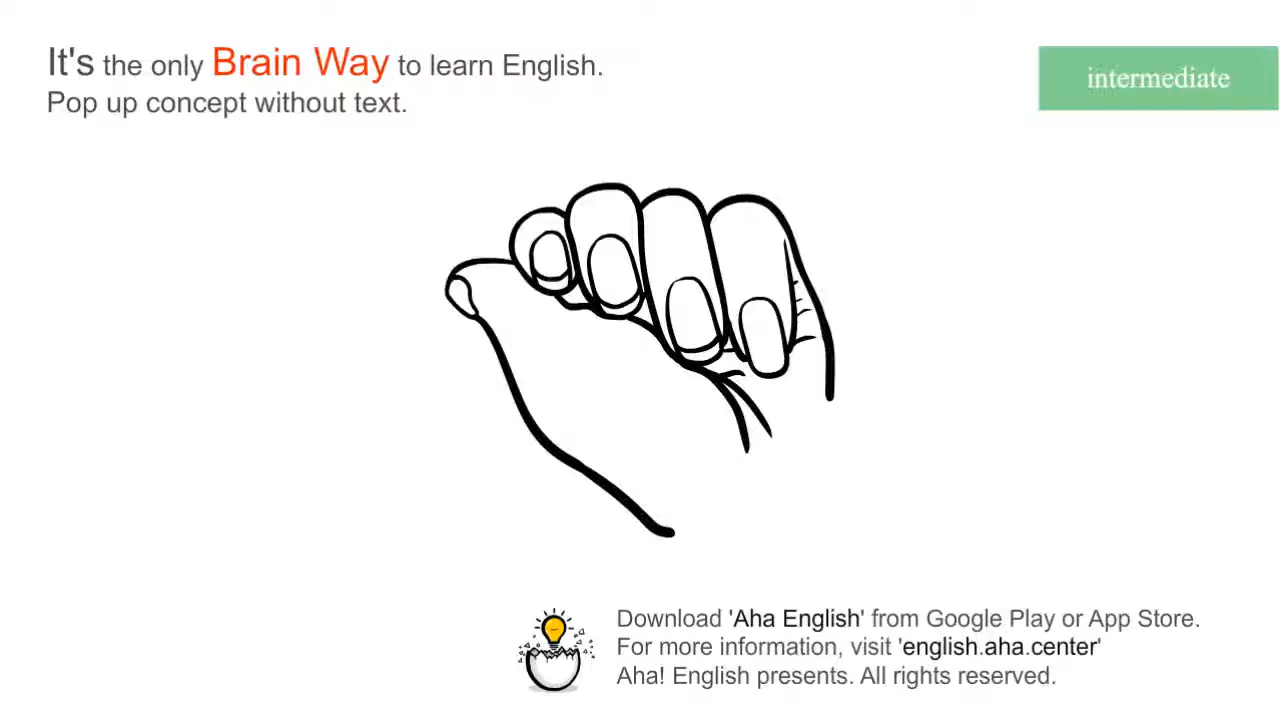 It's the only Brain Way to learn English.
Pop up concept without text.
intermediate
Download 'Aha English' from Google Play or App Store.
For more information, visit 'english.aha.center'
Aha! English presents. All rights reserved.